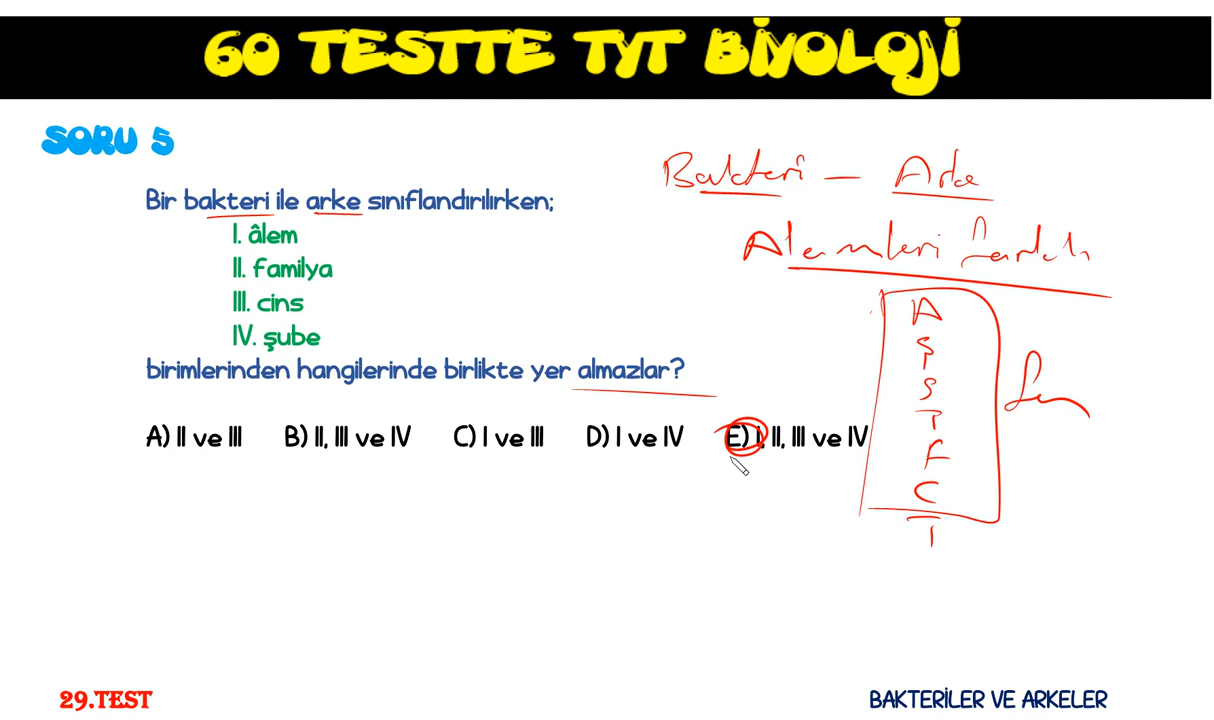 60 TESTTE TYT BİYOLOJİ
SORU 5
Bakteri – Arke
Bir bakteri ile arke sınıflandırılırken;
I. âlem
Alemleri farklı
II. familya
III. cins
IV. şube
birimlerinden hangilerinde birlikte yer almazlar?
A) II ve III B) II, III ve IV C) I ve III D) I ve IV E) I, II, III ve IV
A
Ş
S
T
F
C
T
29.TEST
BAKTERİLER VE ARKELER